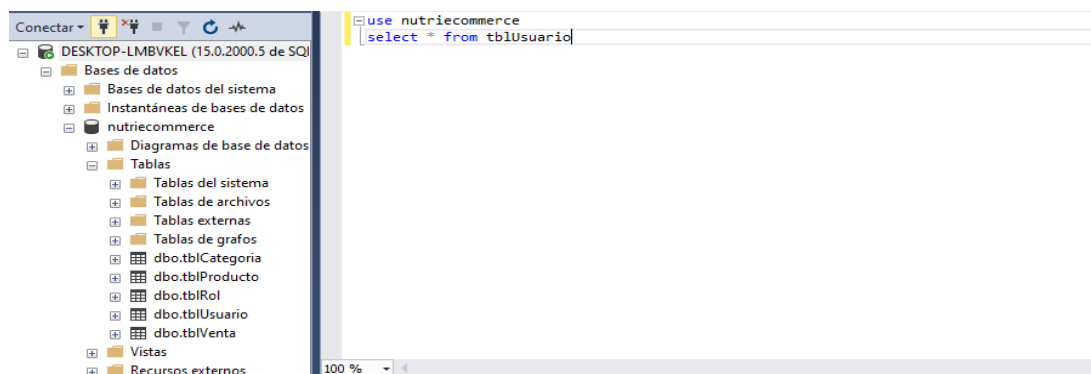 Conectar
DESKTOP-LMBVKEL (15.0.2000.5 de SQl
Bases de datos
Bases de datos del sistema
Instantáneas de bases de datos
nutriecommerce
Diagramas de base de datos
Tablas
Tablas del sistema
Tablas de archivos
Tablas externas
Tablas de grafos
dbo.tblCategoria
dbo.tblProducto
dbo.tblRol
dbo.tblUsuario
dbo.tblVenta
Vistas
Recursos externos
use nutriecommerce
select * from tblUsuario
100 %